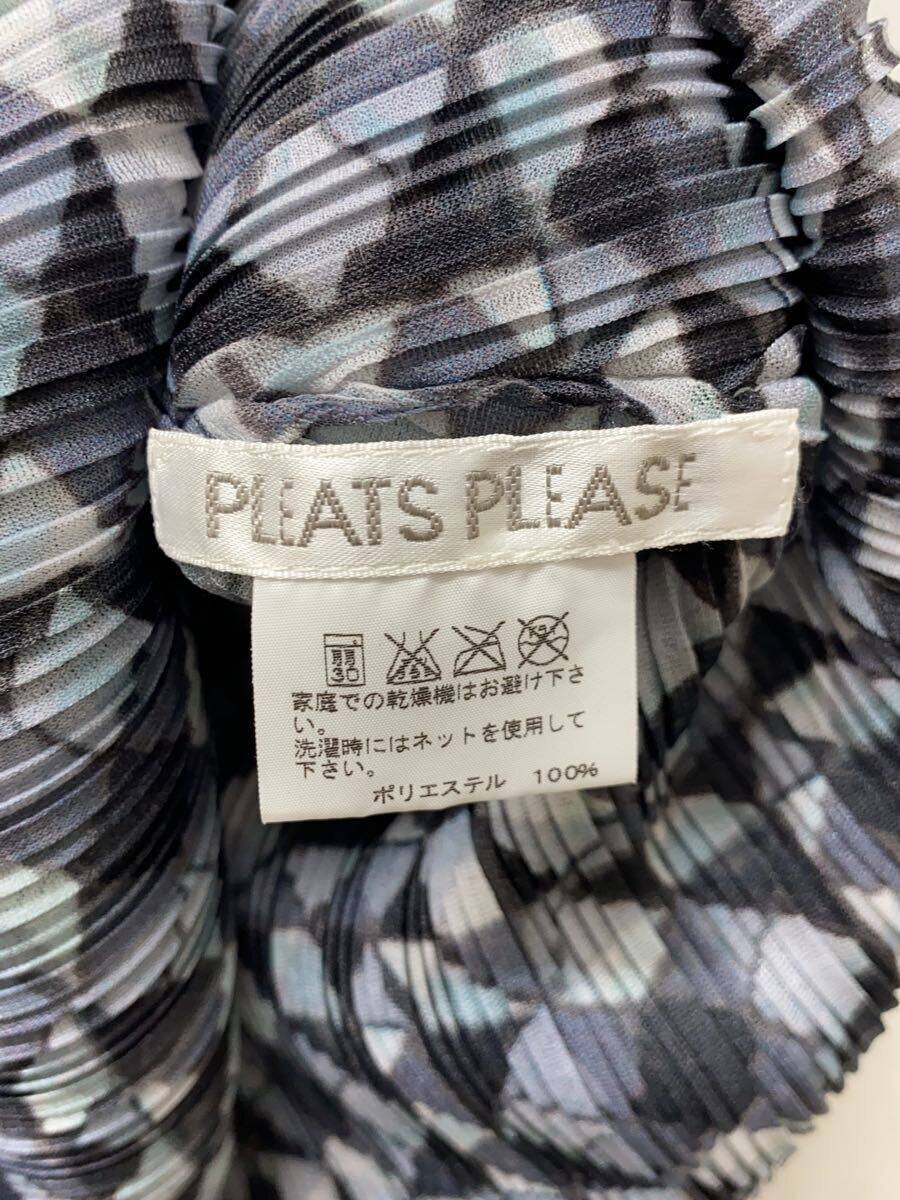 PLEATS PLEASE
弱
30
家庭での乾燥機はお避け下さ
い。
洗濯時にはネットを使用して
下さい。
ポリエステル 100%